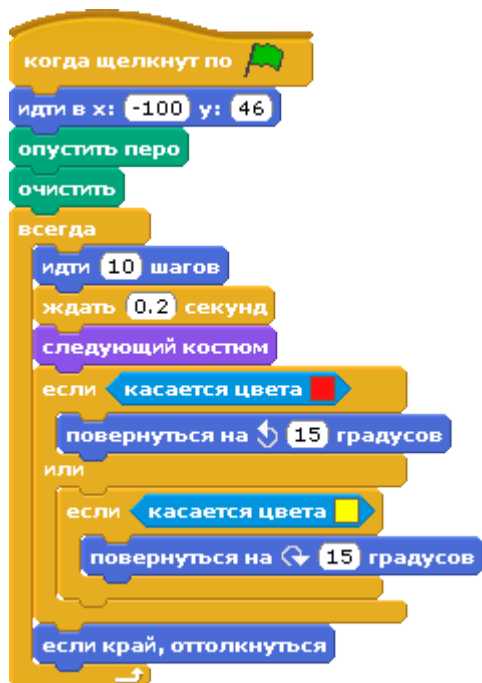 когда щелкнут по
идти в x: -100 y: 46
опустить перо
очистить
всегда
идти 10 шагов
ждать 0.2 секунд
следующий костюм
если касается цвета
повернуться на 15 градусов
или
если касается цвета
повернуться на 15 градусов
если край, оттолкнуться